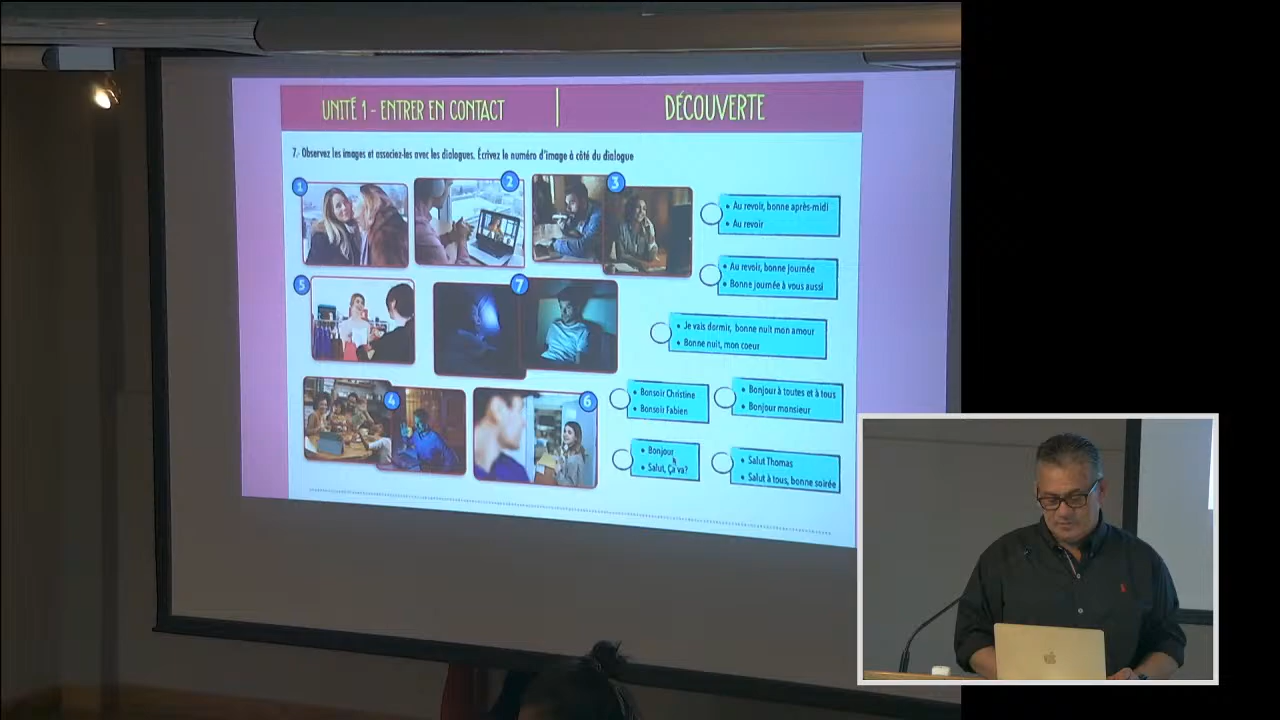 UNITÉ 1 - ENTRER EN CONTACT
DÉCOUVERTE
7.- Observez les images et associez-les avec les dialogues. Écrivez le numéro d'image à côté du dialogue
1
2
3
• Au revoir, bonne après-midi
• Au revoir
5
7
• Au revoir, bonne journée
• Bonne journée à vous aussi
• Je vais dormir, bonne nuit mon amour
• Bonne nuit, mon coeur
4
6
• Bonsoir Christine
• Bonsoir Fabien
• Bonjour à toutes et à tous
• Bonjour monsieur
• Bonjour
• Salut, Ça va?
• Salut Thomas
• Salut à tous, bonne soirée